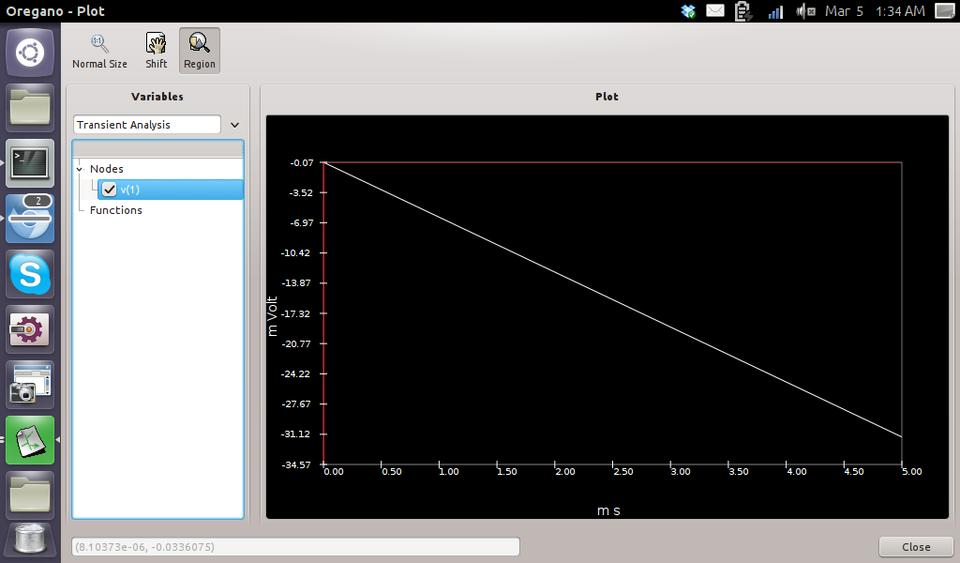 Oregano - Plot
2
Mar 5
1:34 AM
1:1
Normal Size
Shift
Region
Variables
Transient Analysis
Nodes
v(1)
Functions
Plot
m Volt
-0.07
-3.52
-6.97
-10.42
-13.87
-17.32
-20.77
-24.22
-27.67
-31.12
-34.57
0.00 0.50 1.00 1.50 2.00 2.50 3.00 3.50 4.00 4.50 5.00
m s
(8.10373e-06, -0.0336075)
Close